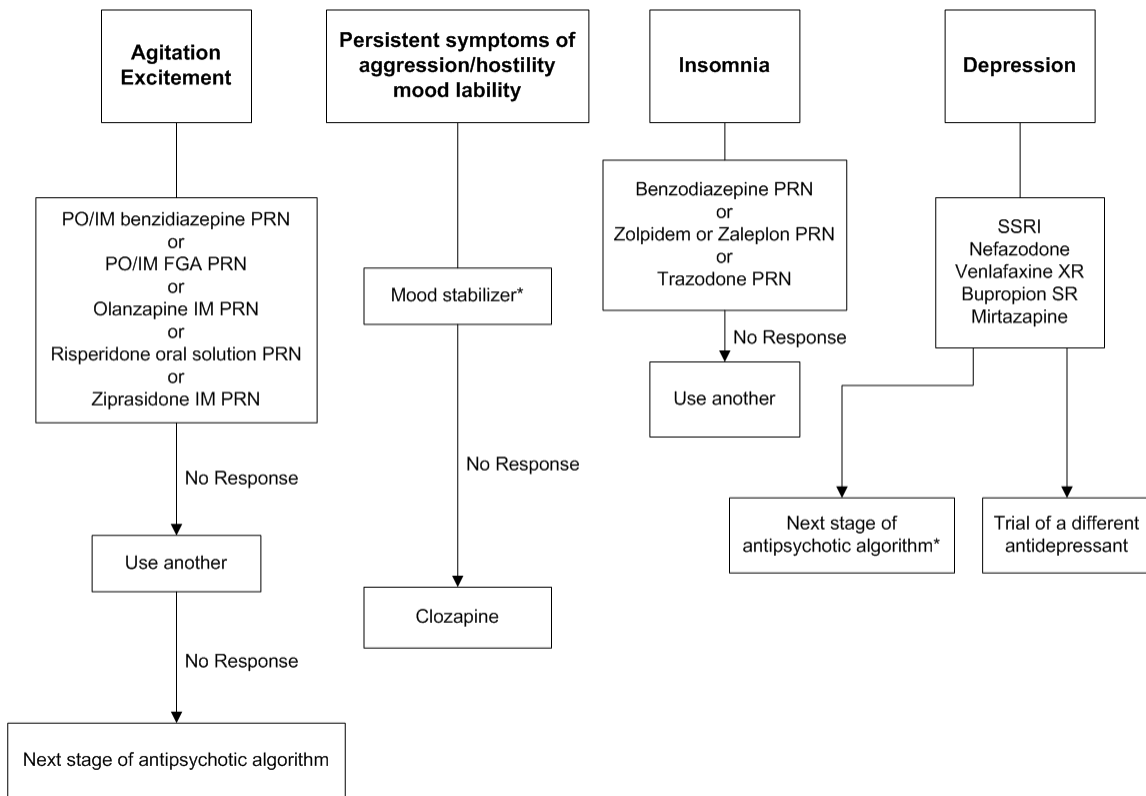 Agitation
Excitement
PO/IM benzidiazepine PRN
or
PO/IM FGA PRN
or
Olanzapine IM PRN
or
Risperidone oral solution PRN
or
Ziprasidone IM PRN
No Response
Use another
No Response
Next stage of antipsychotic algorithm
Persistent symptoms of
aggression/hostility
mood lability
Mood stabilizer*
No Response
Clozapine
Insomnia
Benzodiazepine PRN
or
Zolpidem or Zaleplon PRN
or
Trazodone PRN
No Response
Use another
Depression
SSRI
Nefazodone
Venlafaxine XR
Bupropion SR
Mirtazapine
Next stage of
antipsychotic algorithm*
Trial of a different
antidepressant